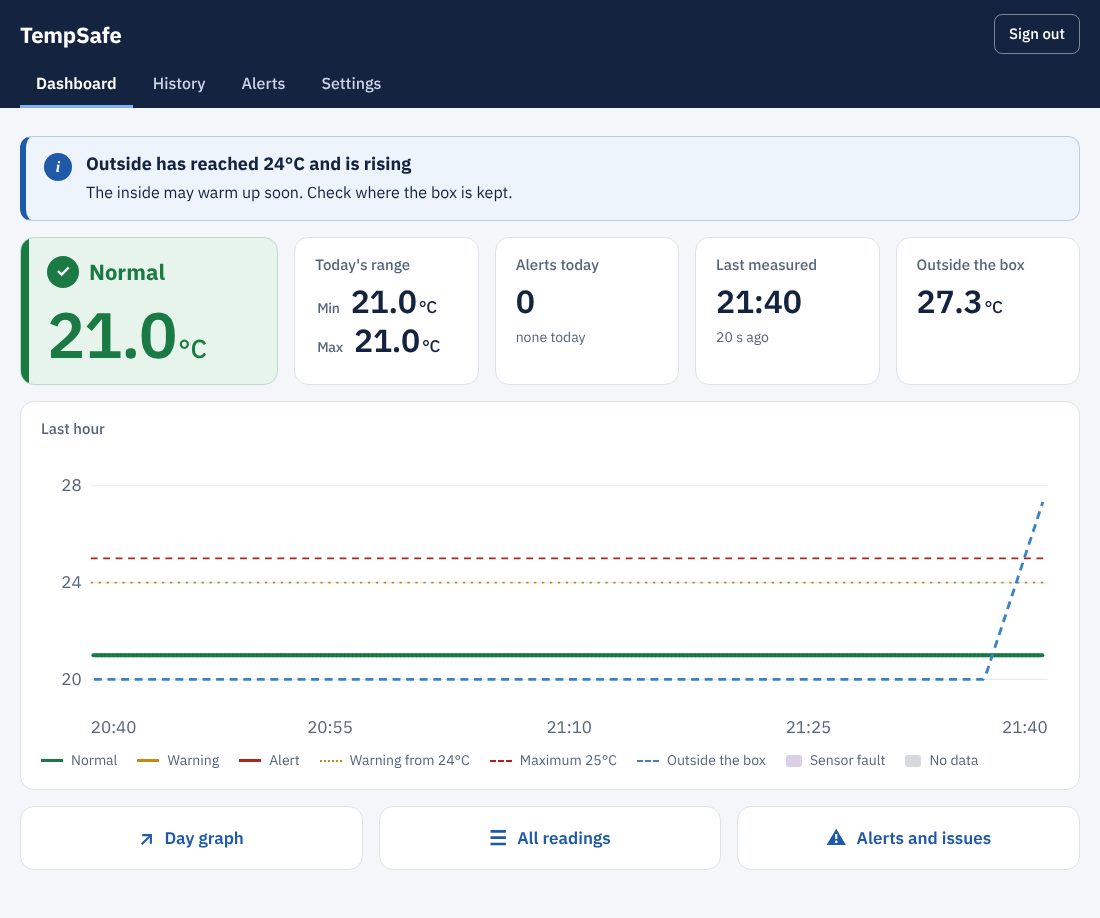 TempSafe
Sign out
Dashboard History Alerts Settings
i
Outside has reached 24°C and is rising
The inside may warm up soon. Check where the box is kept.
Normal
21.0°C
Today's range
Min 21.0°C
Max 21.0°C
Alerts today
0
none today
Last measured
21:40
20 s ago
Outside the box
27.3°C
Last hour
28
24
20
20:40 20:55 21:10 21:25 21:40
Normal Warning Alert Warning from 24°C Maximum 25°C Outside the box Sensor fault No data
Day graph
All readings
Alerts and issues